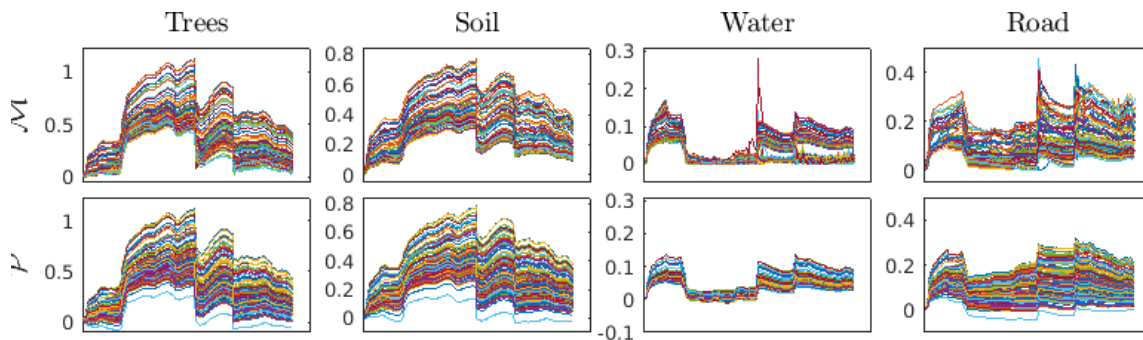 Trees Soil Water Road
ℳ 1 0.5 0 0.8 0.6 0.4 0.2 0 0.3 0.2 0.1 0 0.4 0.2 0
𝒫 1 0.5 0 0.8 0.6 0.4 0.2 0 0.3 0.2 0.1 0 -0.1 0.4 0.2 0